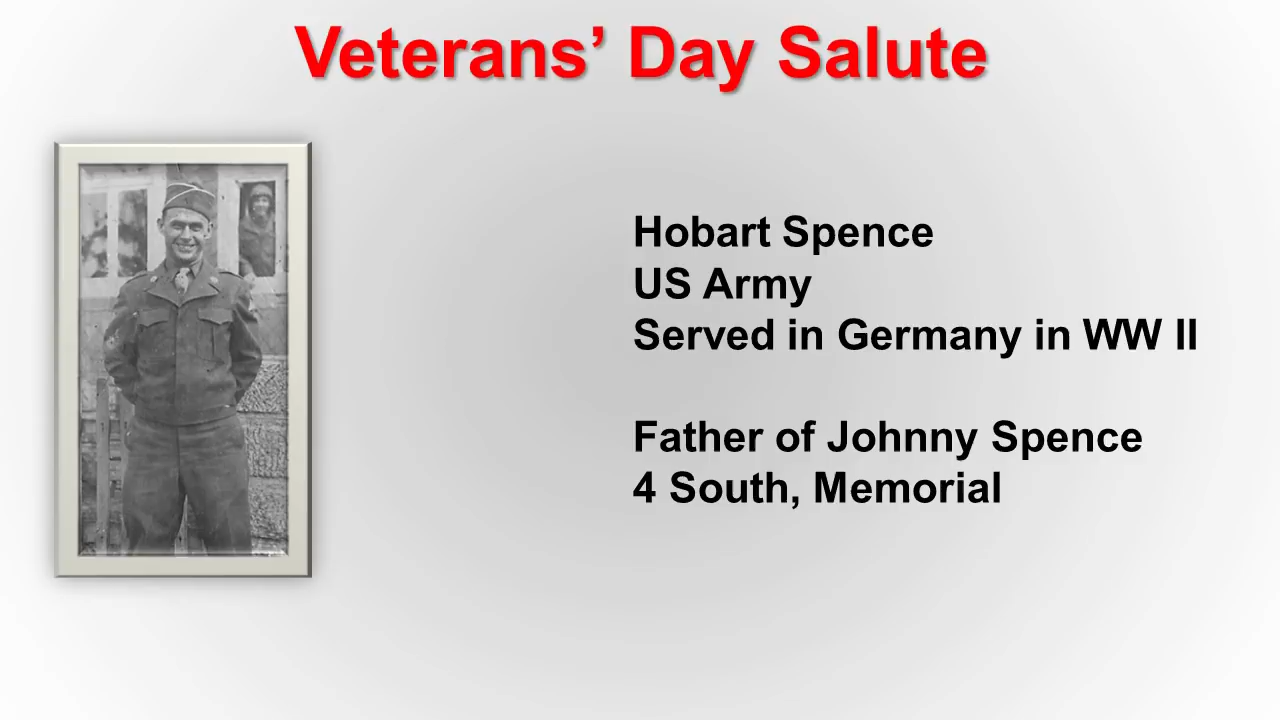 Veterans’ Day Salute
Hobart Spence
US Army
Served in Germany in WW II
Father of Johnny Spence
4 South, Memorial